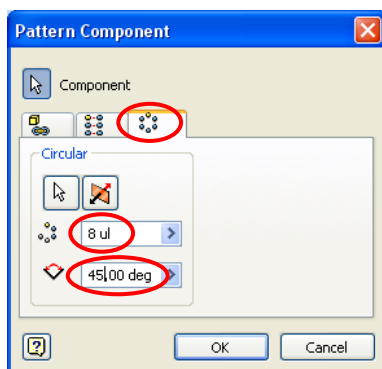 Pattern Component
Component
Circular
8 ul
45.00 deg
OK
Cancel